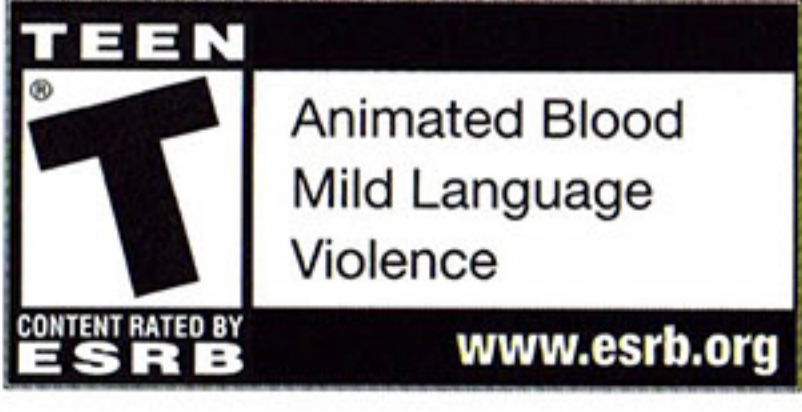 TEEN
®
T
Animated Blood
Mild Language
Violence
CONTENT RATED BY
ESRB
www.esrb.org